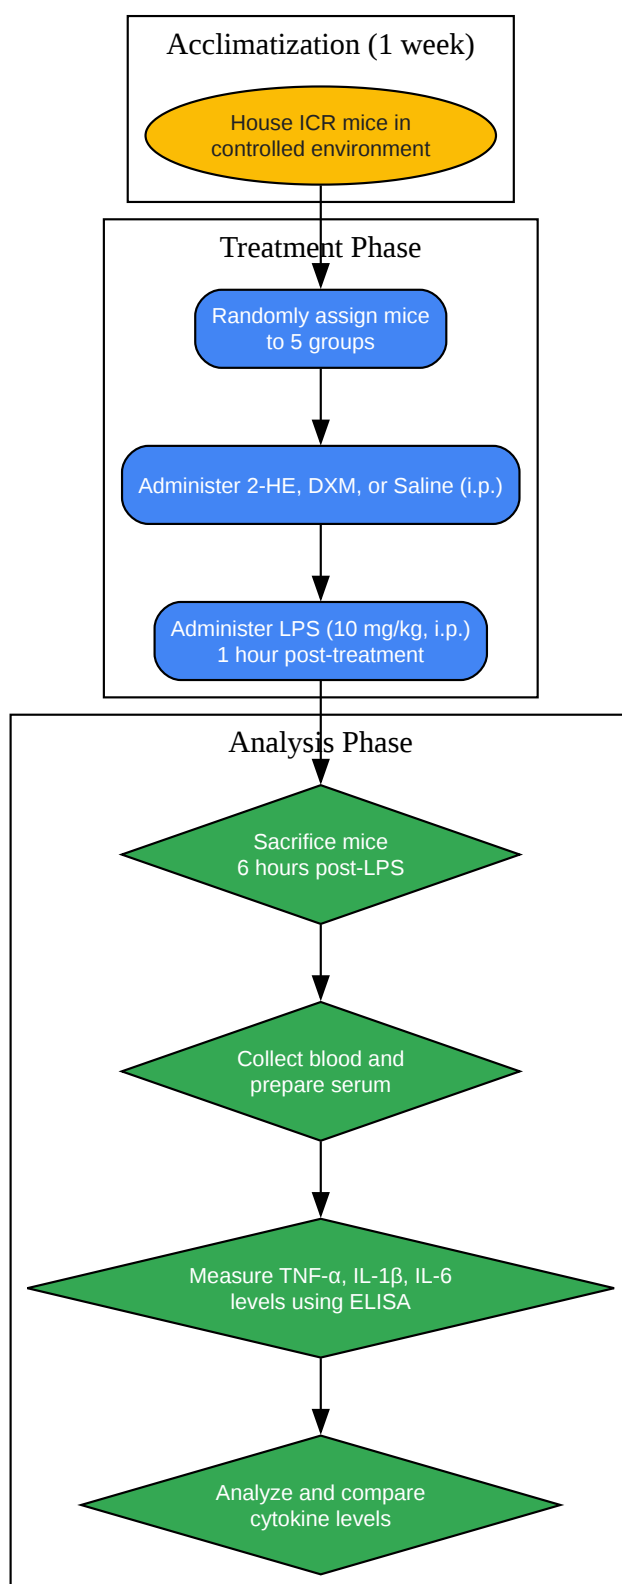 Acclimatization (1 week)
House ICR mice in
controlled environment
Treatment Phase
Randomly assign mice
to 5 groups
Administer 2-HE, DXM, or Saline (i.p.)
Administer LPS (10 mg/kg, i.p.)
1 hour post-treatment
Analysis Phase
Sacrifice mice
6 hours post-LPS
Collect blood and
prepare serum
Measure TNF-α, IL-1β, IL-6
levels using ELISA
Analyze and compare
cytokine levels